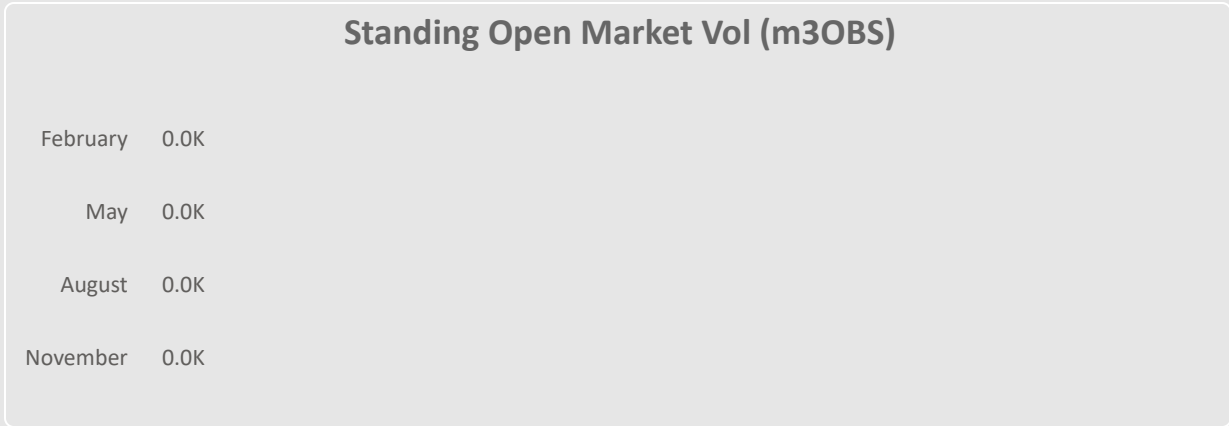 Standing Open Market Vol (m3OBS)
February 0.0K
May 0.0K
August 0.0K
November 0.0K